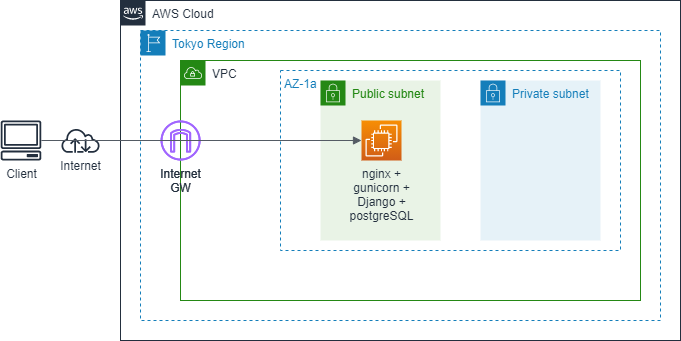 aws
AWS Cloud
Tokyo Region
VPC
AZ-1a
Public subnet
Private subnet
Client
Internet
Internet
GW
nginx +
gunicorn +
Django +
postgreSQL